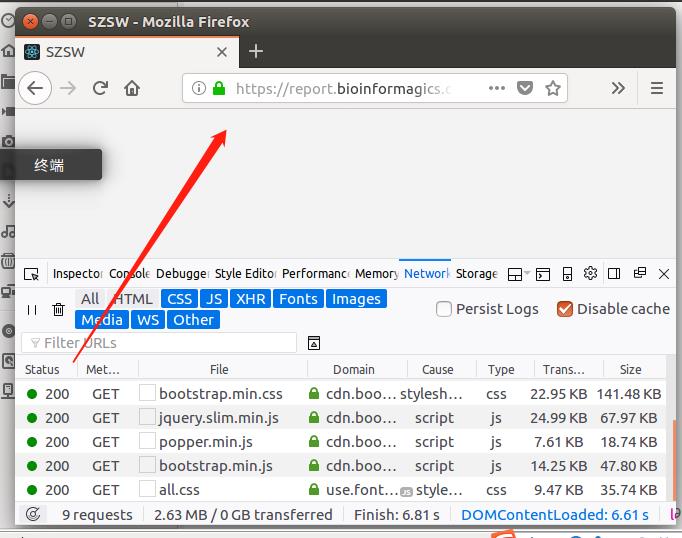 SZSW - Mozilla Firefox
SZSW
https://report.bioinformagics.c
终端
Inspector Console Debugger Style Editor Performance Memory Network Storage
All HTML CSS JS XHR Fonts Images
Media WS Other
Persist Logs Disable cache
Filter URLs
Status Met... File Domain Cause Type Trans... Size
200 GET bootstrap.min.css cdn.boo... stylesh... css 22.95 KB 141.48 KB
200 GET jquery.slim.min.js cdn.boo... script js 24.99 KB 67.97 KB
200 GET popper.min.js cdn.boo... script js 7.61 KB 18.74 KB
200 GET bootstrap.min.js cdn.boo... script js 14.25 KB 47.80 KB
200 GET all.css use.font... JS style... css 9.47 KB 35.74 KB
9 requests 2.63 MB / 0 GB transferred Finish: 6.81 s DOMContentLoaded: 6.61 s